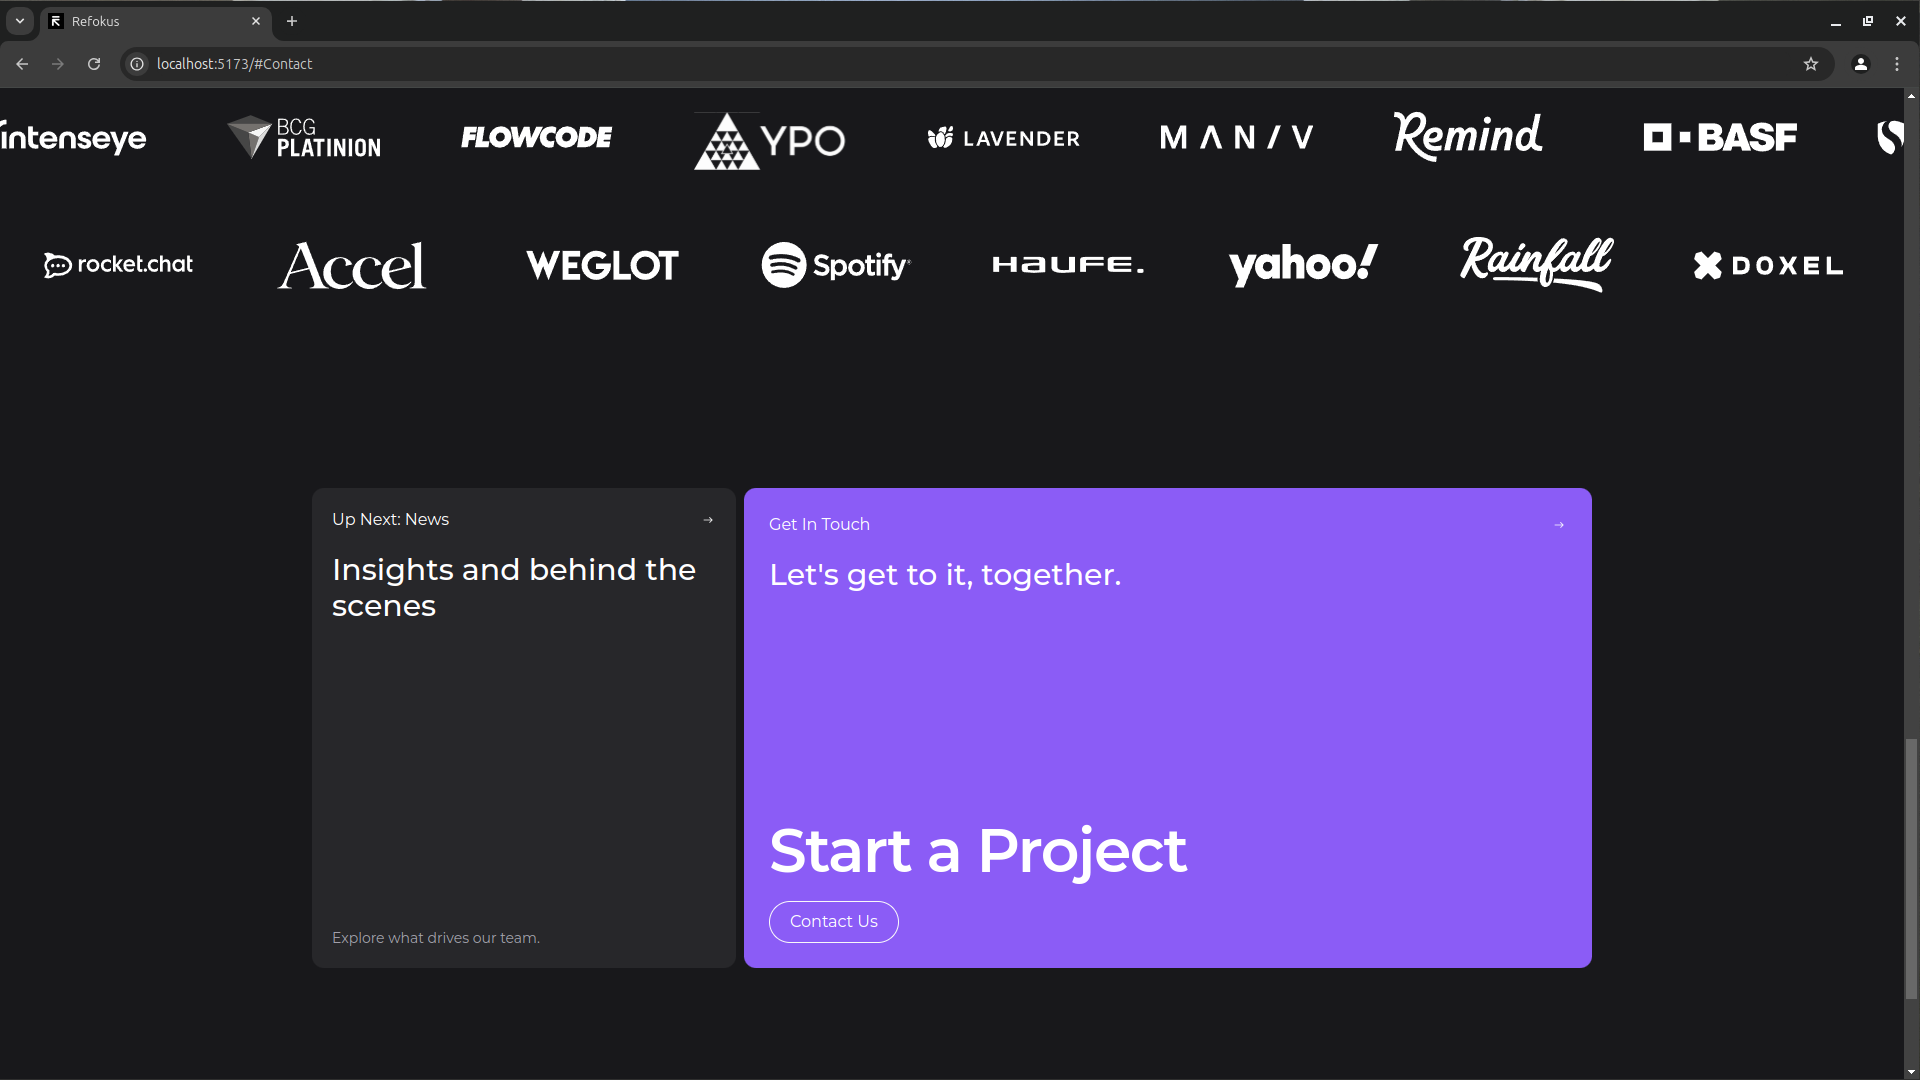 Refokus
localhost:5173/#Contact
intenseye
BCG
PLATINION
FLOWCODE
YPO
LAVENDER
MANIV
Remind
BASF
rocket.chat
Accel
WEGLOT
Spotify
HAUFE.
yahoo!
Rainfall
DOXEL
Up Next: News
Insights and behind the
scenes
Explore what drives our team.
Get In Touch
Let's get to it, together.
Start a Project
Contact Us